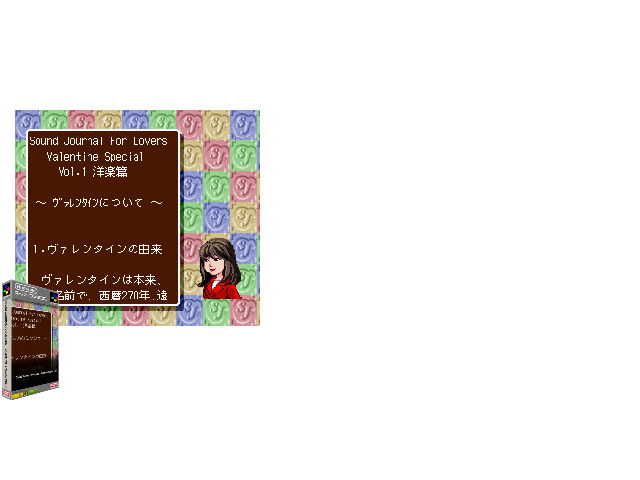 Sound Journal For Lovers
Valentine Special
Vol.1 洋楽篇
～ ヴァレンタインについて ～
1.ヴァレンタインの由来
ヴァレンタインは本来、
名前で、西暦270年、遠